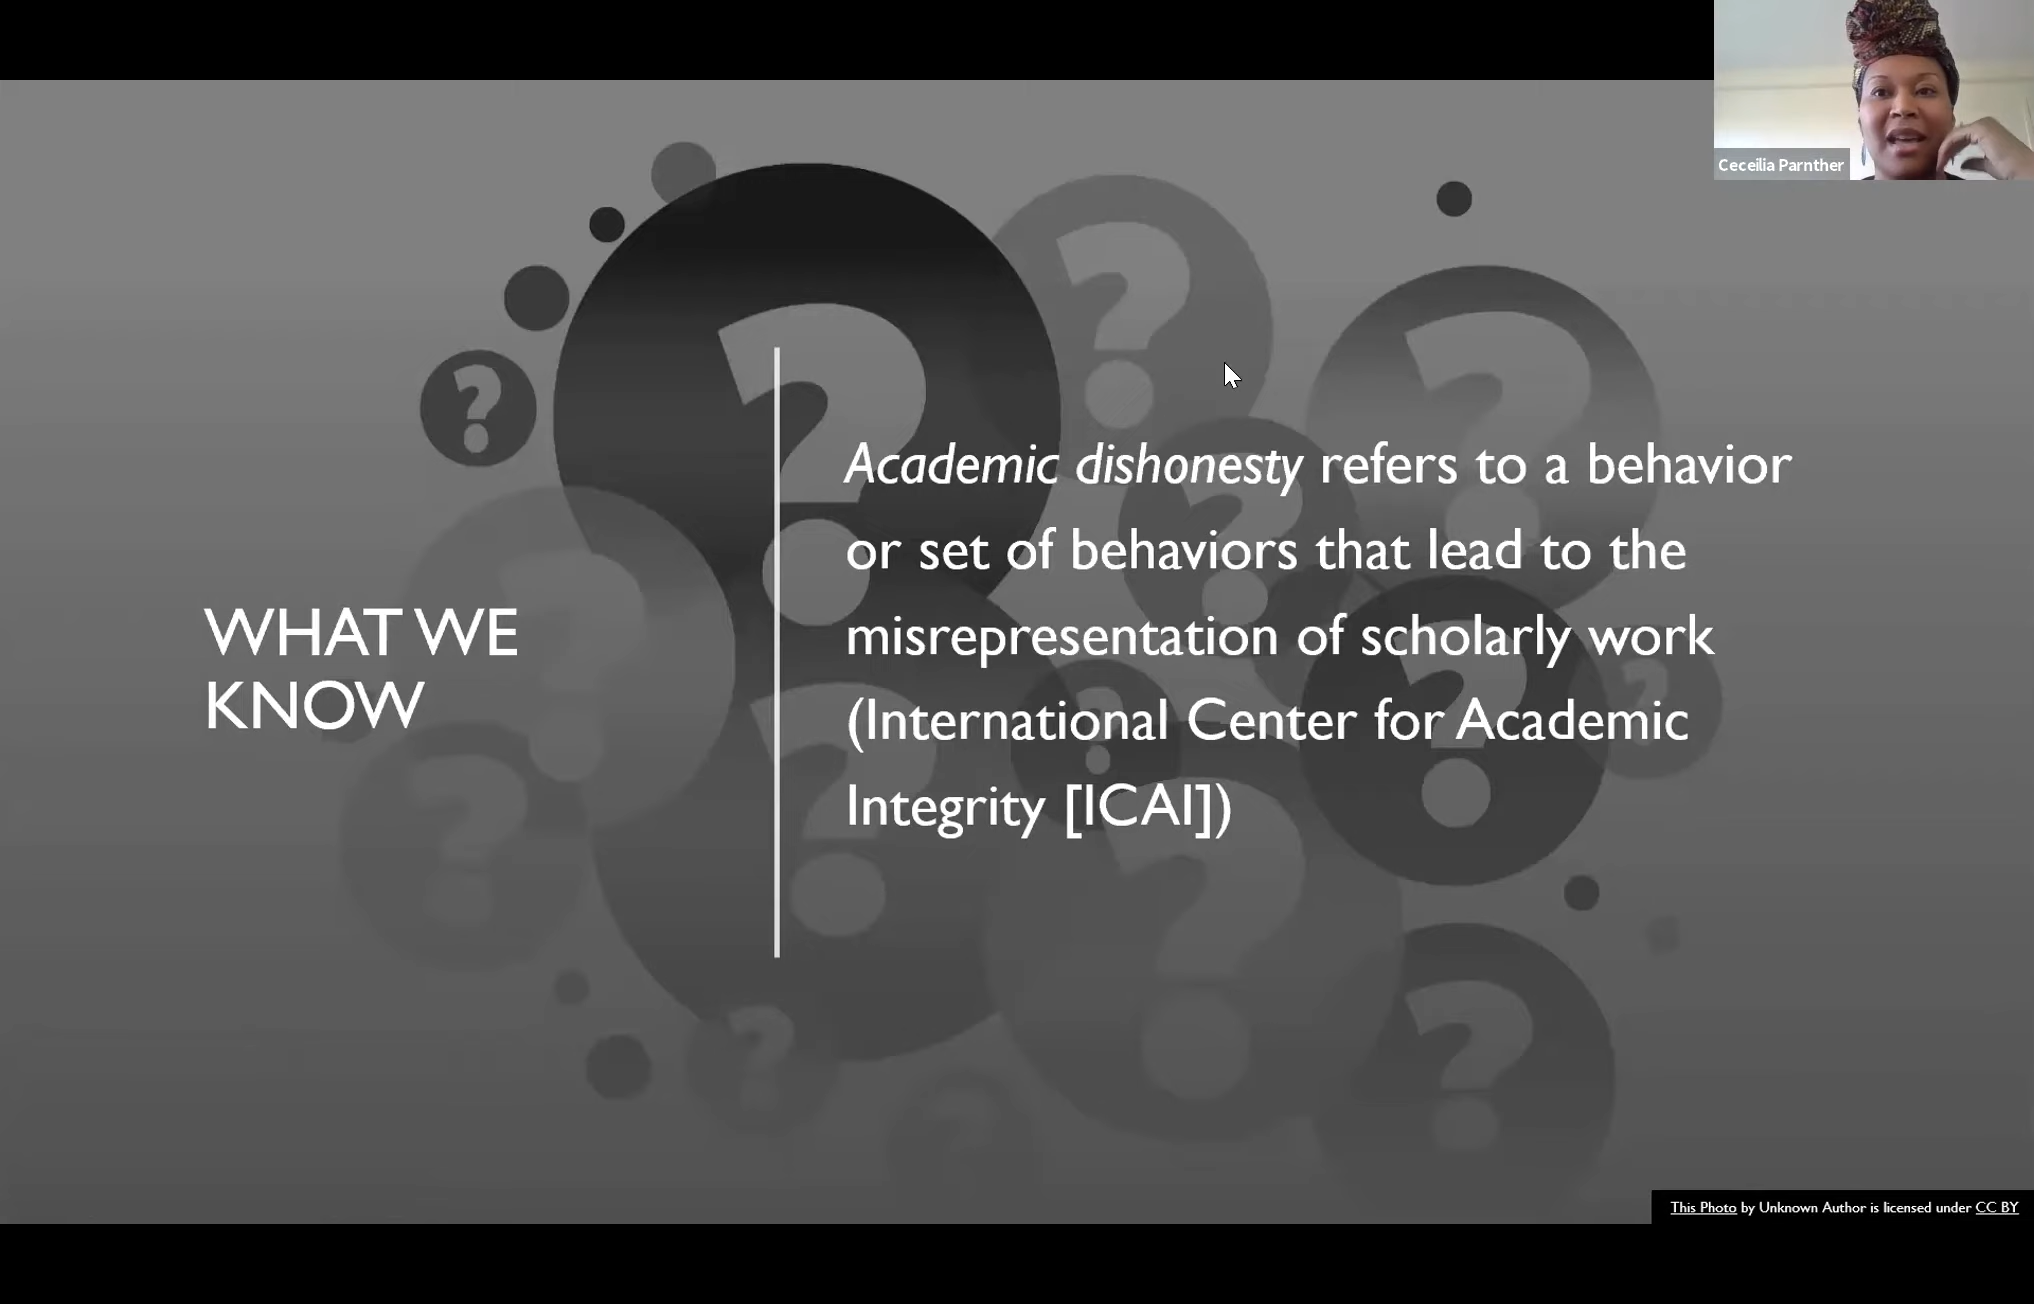 Ceceilia Parnther
WHAT WE
KNOW
Academic dishonesty refers to a behavior
or set of behaviors that lead to the
misrepresentation of scholarly work
(International Center for Academic
Integrity [ICAI])
This Photo by Unknown Author is licensed under CC BY